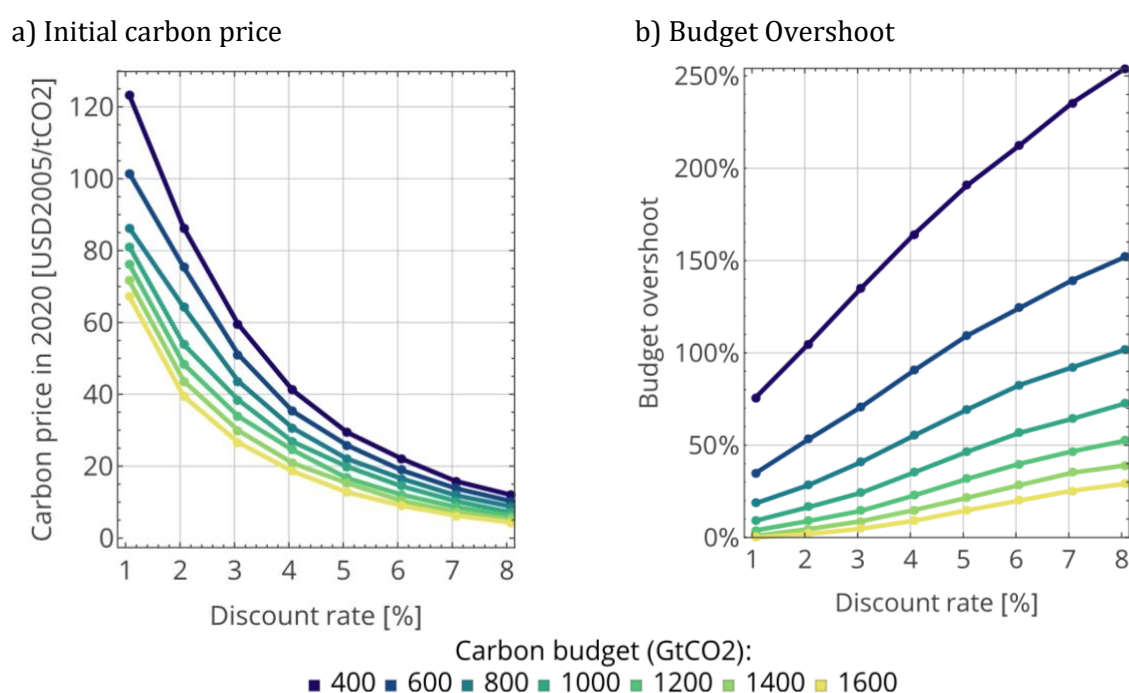 a) Initial carbon price
b) Budget Overshoot
Carbon price in 2020 [USD2005/tCO2]
120
100
80
60
40
20
0
1 2 3 4 5 6 7 8
Discount rate [%]
Budget overshoot
250%
200%
150%
100%
50%
0%
1 2 3 4 5 6 7 8
Discount rate [%]
Carbon budget (GtCO2):
400 600 800 1000 1200 1400 1600